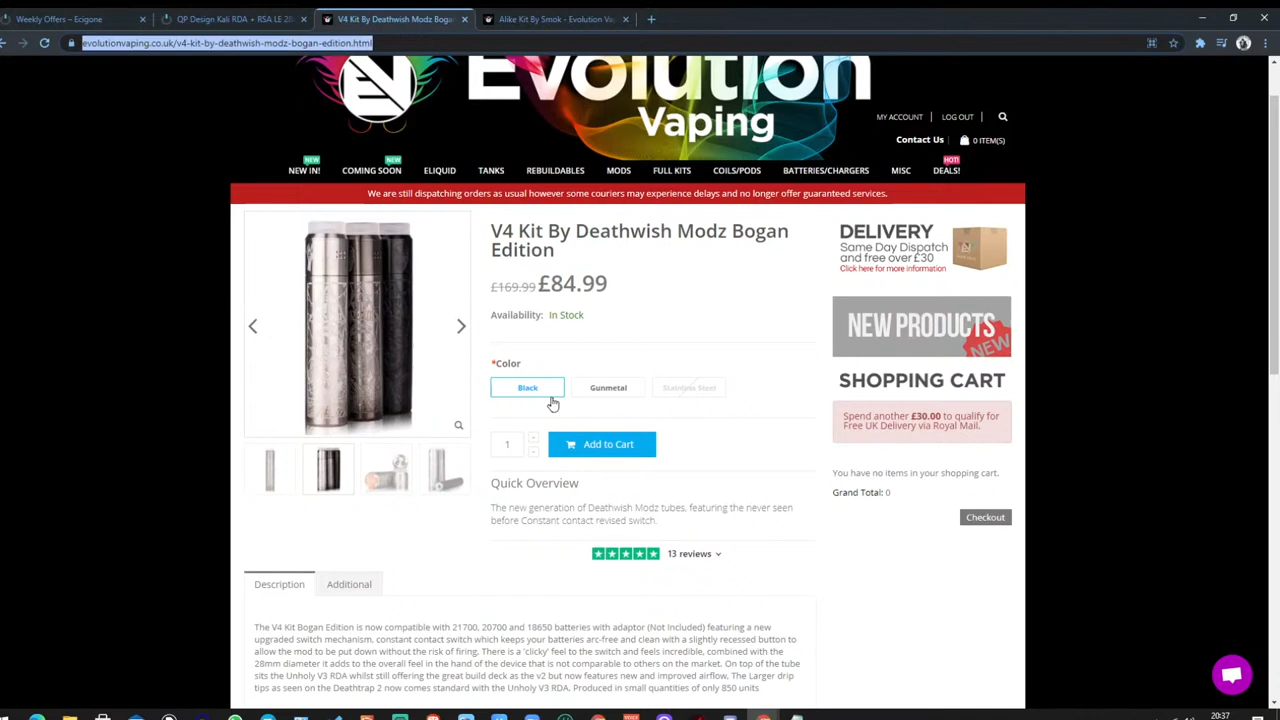 Weekly Offers – Ecigone
QP Design Kali RDA + RSA LE 28
V4 Kit By Deathwish Modz Bogan
Alike Kit By Smok - Evolution Vap
evolutionvaping.co.uk/v4-kit-by-deathwish-modz-bogan-edition.html
Evolution
Vaping
MY ACCOUNT
LOG OUT
Contact Us
0 ITEM(S)
NEW
NEW
HOT!
NEW IN!
COMING SOON
ELIQUID
TANKS
REBUILDABLES
MODS
FULL KITS
COILS/PODS
BATTERIES/CHARGERS
MISC
DEALS!
We are still dispatching orders as usual however some couriers may experience delays and no longer offer guaranteed services.
V4 Kit By Deathwish Modz Bogan
Edition
£169.99 £84.99
Availability: In Stock
*Color
Black
Gunmetal
Stainless Steel
1
Add to Cart
Quick Overview
The new generation of Deathwish Modz tubes, featuring the never seen
before Constant contact revised switch.
13 reviews
DELIVERY
Same Day Dispatch
and free over £30
Click here for more information
NEW PRODUCTS
NEW
SHOPPING CART
Spend another £30.00 to qualify for
Free UK Delivery via Royal Mail.
You have no items in your shopping cart.
Grand Total: 0
Checkout
Description
Additional
The V4 Kit Bogan Edition is now compatible with 21700, 20700 and 18650 batteries with adaptor (Not Included) featuring a new
upgraded switch mechanism, constant contact switch which keeps your batteries arc-free and clean with a slightly recessed button to
allow the mod to be put down without the risk of firing. There is a 'clicky' feel to the switch and feels incredible, combined with the
28mm diameter it adds to the overall feel in the hand of the device that is not comparable to others on the market. On top of the tube
sits the Unholy V3 RDA whilst still offering the great build deck as the v2 but now features new and improved airflow, The Larger drip
tips as seen on the Deathtrap 2 now comes standard with the Unholy V3 RDA. Produced in small quantities of only 850 units
20:37